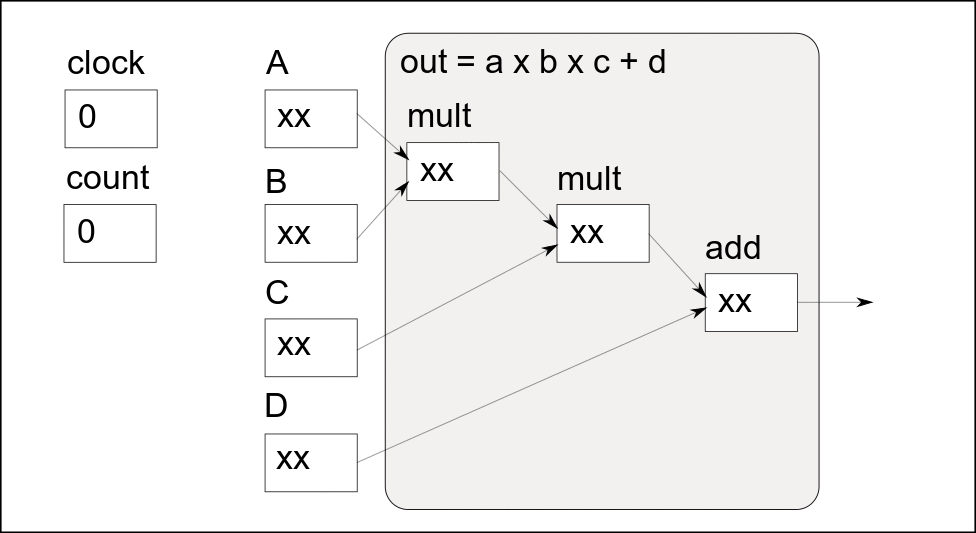 clock
0
count
0
A
xx
B
xx
C
xx
D
xx
out = a x b x c + d
mult
xx
mult
xx
add
xx